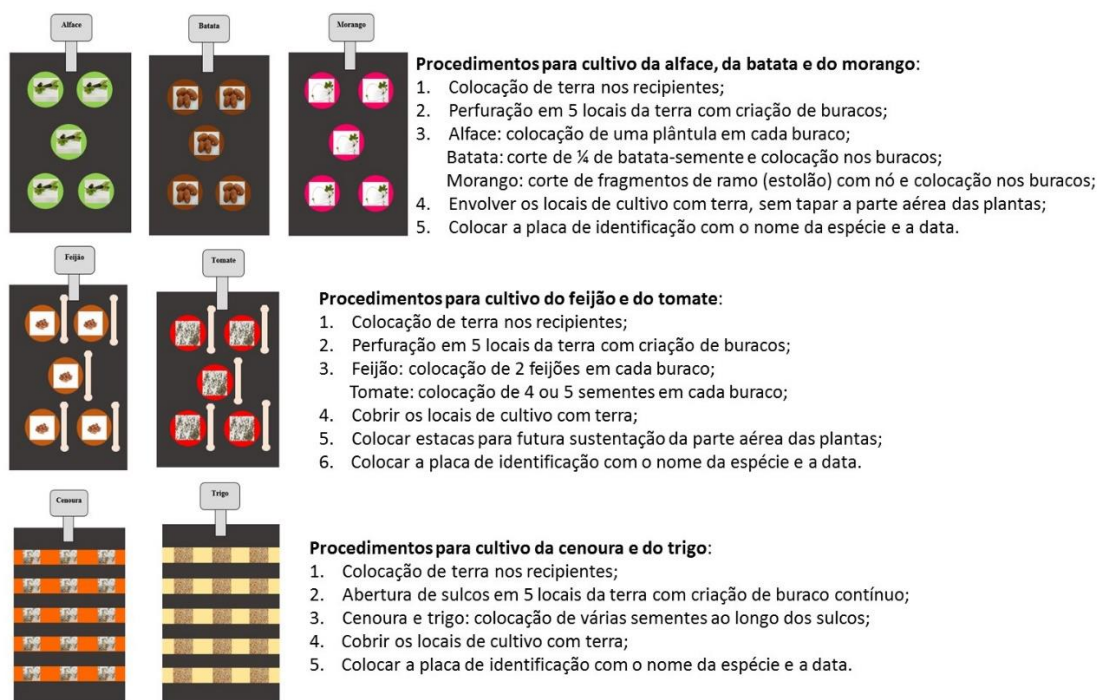 Alface
Batata
Morango
Procedimentos para cultivo da alface, da batata e do morango:
1. Colocação de terra nos recipientes;
2. Perfuração em 5 locais da terra com criação de buracos;
3. Alface: colocação de uma plântula em cada buraco;
Batata: corte de ¼ de batata-semente e colocação nos buracos;
Morango: corte de fragmentos de ramo (estolão) com nó e colocação nos buracos;
4. Envolver os locais de cultivo com terra, sem tapar a parte aérea das plantas;
5. Colocar a placa de identificação com o nome da espécie e a data.
Feijão
Tomate
Procedimentos para cultivo do feijão e do tomate:
1. Colocação de terra nos recipientes;
2. Perfuração em 5 locais da terra com criação de buracos;
3. Feijão: colocação de 2 feijões em cada buraco;
Tomate: colocação de 4 ou 5 sementes em cada buraco;
4. Cobrir os locais de cultivo com terra;
5. Colocar estacas para futura sustentação da parte aérea das plantas;
6. Colocar a placa de identificação com o nome da espécie e a data.
Cenoura
Trigo
Procedimentos para cultivo da cenoura e do trigo:
1. Colocação de terra nos recipientes;
2. Abertura de sulcos em 5 locais da terra com criação de buraco contínuo;
3. Cenoura e trigo: colocação de várias sementes ao longo dos sulcos;
4. Cobrir os locais de cultivo com terra;
5. Colocar a placa de identificação com o nome da espécie e a data.